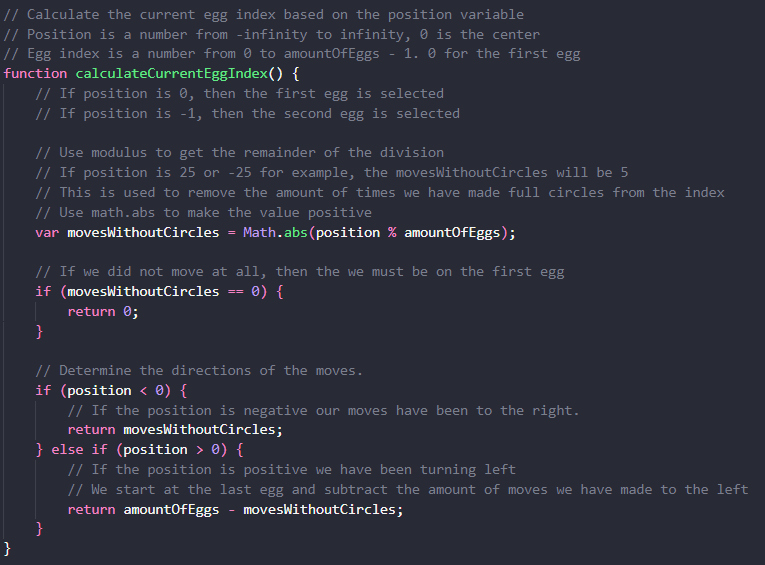 // Calculate the current egg index based on the position variable
// Position is a number from -infinity to infinity, 0 is the center
// Egg index is a number from 0 to amountOfEggs - 1. 0 for the first egg
function calculateCurrentEggIndex() {
    // If position is 0, then the first egg is selected
    // If position is -1, then the second egg is selected

    // Use modulus to get the remainder of the division
    // If position is 25 or -25 for example, the movesWithoutCircles will be 5
    // This is used to remove the amount of times we have made full circles from the index
    // Use math.abs to make the value positive
    var movesWithoutCircles = Math.abs(position % amountOfEggs);

    // If we did not move at all, then the we must be on the first egg
    if (movesWithoutCircles == 0) {
        return 0;
    }

    // Determine the directions of the moves.
    if (position < 0) {
        // If the position is negative our moves have been to the right.
        return movesWithoutCircles;
    } else if (position > 0) {
        // If the position is positive we have been turning left
        // We start at the last egg and subtract the amount of moves we have made to the left
        return amountOfEggs - movesWithoutCircles;
    }
}